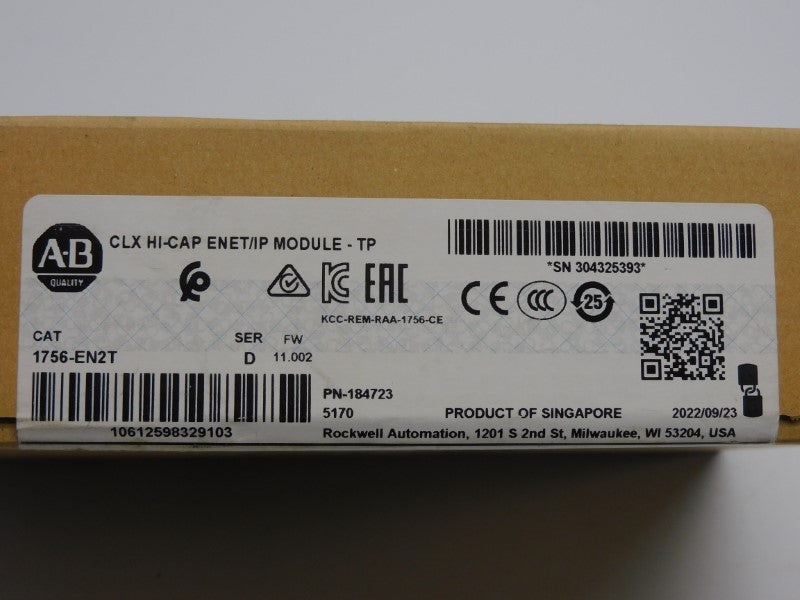 A-B
QUALITY
CLX HI-CAP ENET/IP MODULE - TP
*SN 304325393*
EAC
KCC-REM-RAA-1756-CE
CE
CCC
25
CAT
1756-EN2T
SER
D
FW
11.002
10612598329103
PN-184723
5170
PRODUCT OF SINGAPORE
2022/09/23
Rockwell Automation, 1201 S 2nd St, Milwaukee, WI 53204, USA